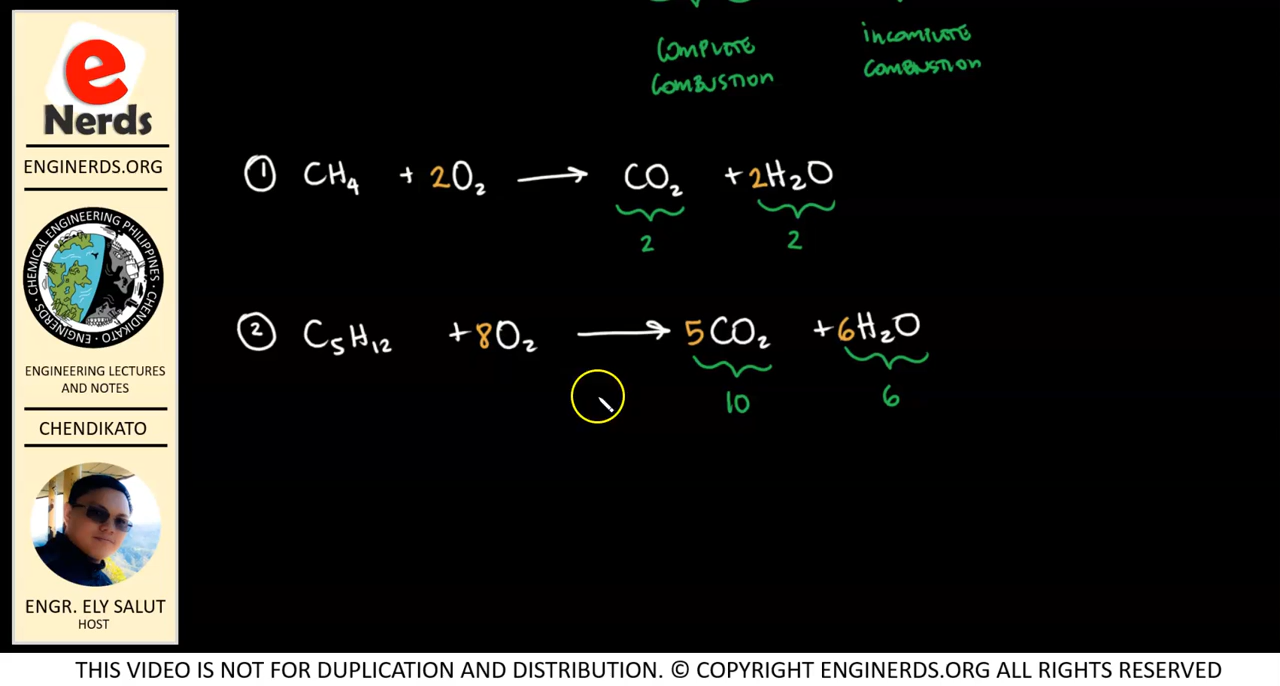 e
Nerds
ENGINERDS.ORG
CHEMICAL ENGINEERING PHILIPPINES
· CHENDIKATO · ENGINERDS ·
ENGINEERING LECTURES
AND NOTES
CHENDIKATO
ENGR. ELY SALUT
HOST
COMPLETE
COMBUSTION
INCOMPLETE
COMBUSTION
① CH₄ + 2O₂ → CO₂ + 2H₂O
2 2
② C₅H₁₂ + 8O₂ → 5CO₂ + 6H₂O
10 6
THIS VIDEO IS NOT FOR DUPLICATION AND DISTRIBUTION. © COPYRIGHT ENGINERDS.ORG ALL RIGHTS RESERVED